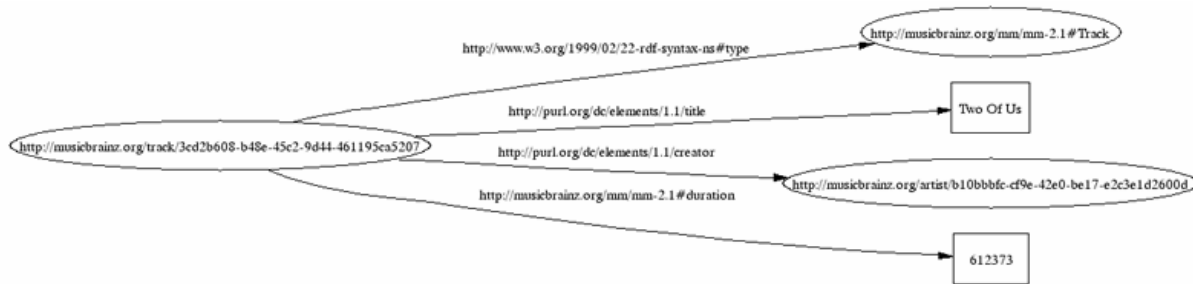 http://musicbrainz.org/mm/mm-2.1#Track
http://www.w3.org/1999/02/22-rdf-syntax-ns#type
http://purl.org/dc/elements/1.1/title
Two Of Us
http://musicbrainz.org/track/3cd2b608-b48e-45c2-9d44-461195ca5207
http://purl.org/dc/elements/1.1/creator
http://musicbrainz.org/artist/b10bbbfc-cf9e-42e0-be17-e2c3e1d2600d
http://musicbrainz.org/mm/mm-2.1#duration
612373